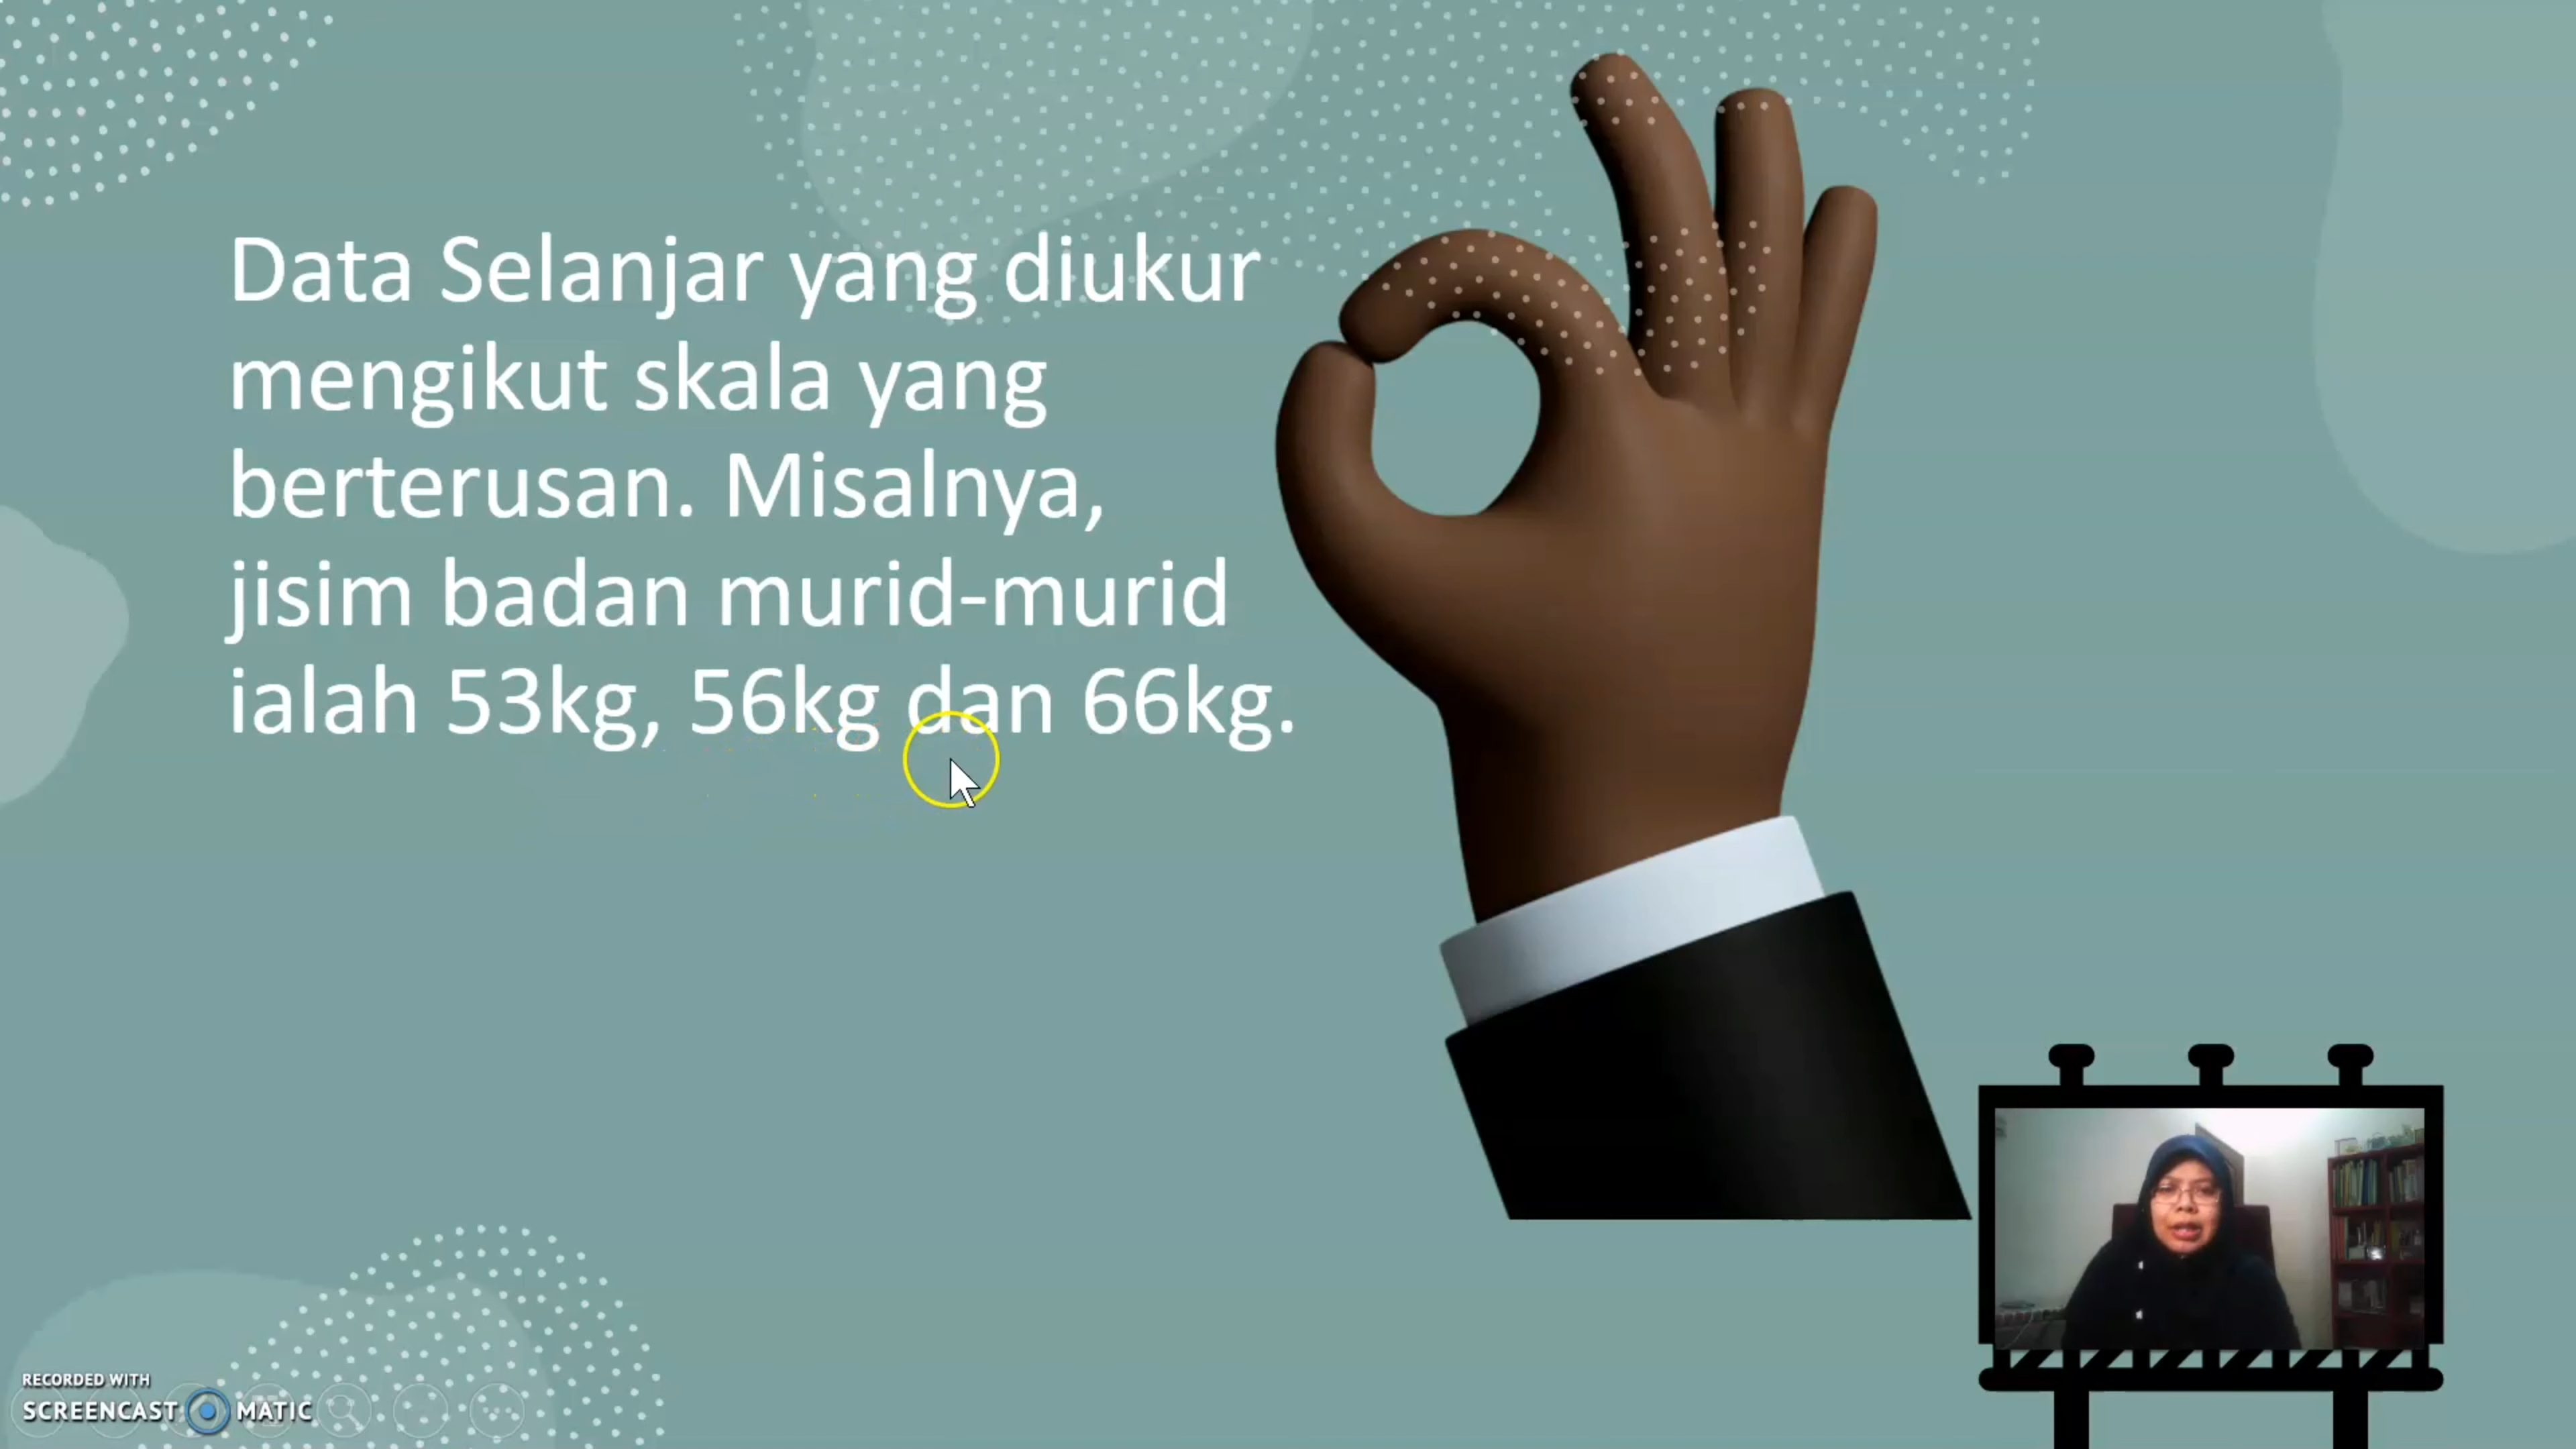 Data Selanjar yang diukur
mengikut skala yang
berterusan. Misalnya,
jisim badan murid-murid
ialah 53kg, 56kg dan 66kg.
RECORDED WITH
SCREENCAST MATIC